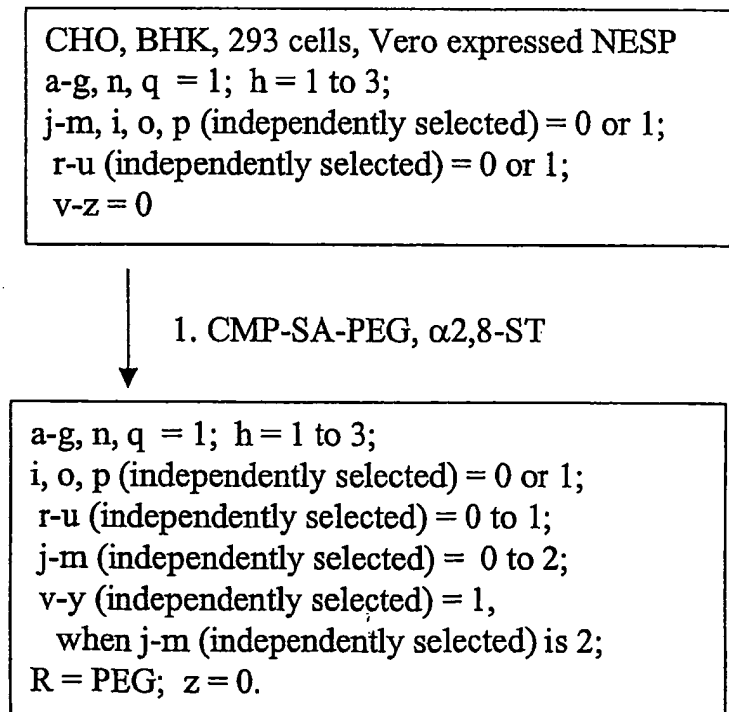 CHO, BHK, 293 cells, Vero expressed NESP
a-g, n, q = 1; h = 1 to 3;
j-m, i, o, p (independently selected) = 0 or 1;
r-u (independently selected) = 0 or 1;
v-z = 0
1. CMP-SA-PEG, α2,8-ST
a-g, n, q = 1; h = 1 to 3;
i, o, p (independently selected) = 0 or 1;
r-u (independently selected) = 0 to 1;
j-m (independently selected) = 0 to 2;
v-y (independently selected) = 1,
when j-m (independently selected) is 2;
R = PEG; z = 0.